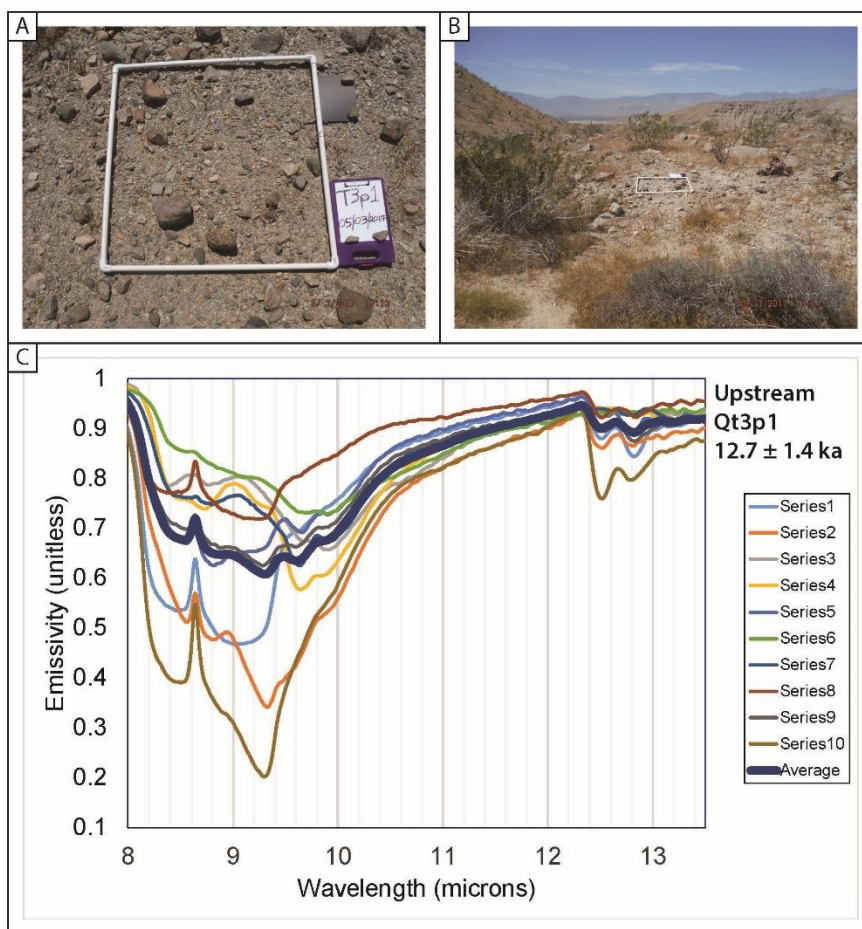 A
T3p1
05/03/2017
B
C
Upstream
Qt3p1
12.7 ± 1.4 ka
1
0.9
0.8
0.7
0.6
0.5
0.4
0.3
0.2
0.1
Emissivity (unitless)
8 9 10 11 12 13
Wavelength (microns)
Series1
Series2
Series3
Series4
Series5
Series6
Series7
Series8
Series9
Series10
Average